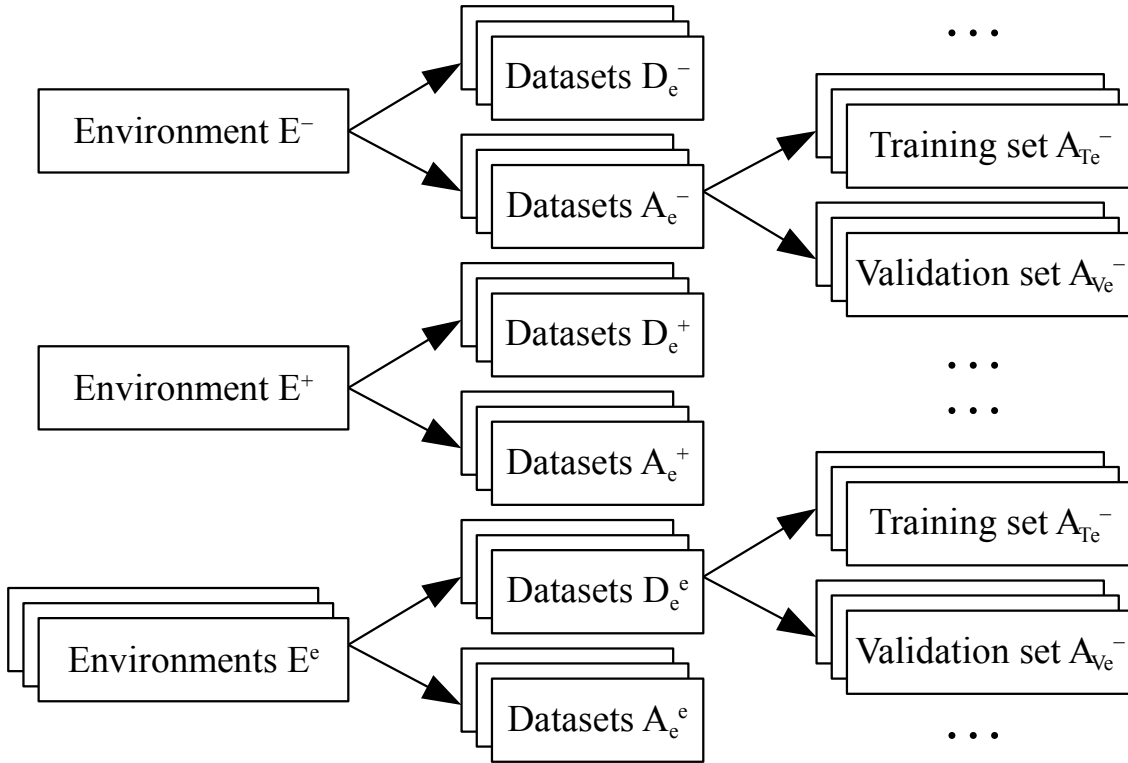 Environment E⁻
Datasets Dₑ⁻
Datasets Aₑ⁻
. . .
Training set A_Te⁻
Validation set A_Ve⁻
Environment E⁺
Datasets Dₑ⁺
Datasets Aₑ⁺
. . .
. . .
Environments Eᵉ
Datasets Dₑᵉ
Datasets Aₑᵉ
Training set A_Te⁻
Validation set A_Ve⁻
. . .